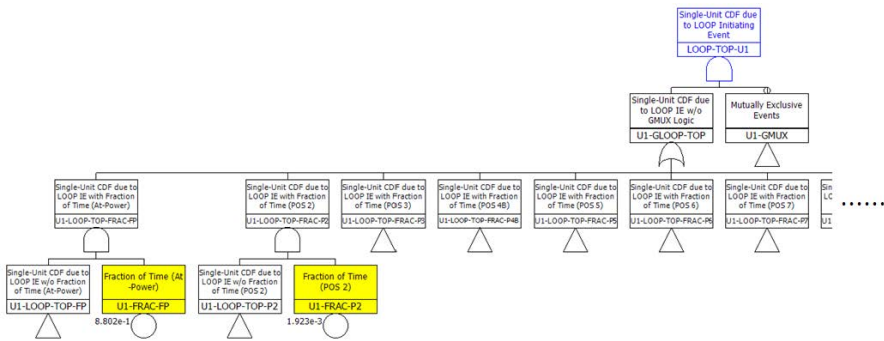 Single-Unit CDF due
to LOOP Initiating
Event
LOOP-TOP-U1
Single-Unit CDF due
to LOOP IE w/o
GMUX Logic
U1-GLOOP-TOP
Mutually Exclusive
Events
U1-GMUX
Single-Unit CDF due to
LOOP IE with Fraction
of Time (At-Power)
U1-LOOP-TOP-FRAC-FP
Single-Unit CDF due to
LOOP IE with Fraction
of Time (POS 2)
U1-LOOP-TOP-FRAC-P2
Single-Unit CDF due to
LOOP IE with Fraction
of Time (POS 3)
U1-LOOP-TOP-FRAC-P3
Single-Unit CDF due to
LOOP IE with Fraction
of Time (POS 4B)
U1-LOOP-TOP-FRAC-P4B
Single-Unit CDF due to
LOOP IE with Fraction
of Time (POS 5)
U1-LOOP-TOP-FRAC-P5
Single-Unit CDF due to
LOOP IE with Fraction
of Time (POS 6)
U1-LOOP-TOP-FRAC-P6
Single-Unit CDF due to
LOOP IE with Fraction
of Time (POS 7)
U1-LOOP-TOP-FRAC-P7
......
Single-Unit CDF due to
LOOP IE w/o Fraction
of Time (At-Power)
U1-LOOP-TOP-FP
Fraction of Time (At
-Power)
U1-FRAC-FP
8.802e-1
Single-Unit CDF due to
LOOP IE w/o Fraction
of Time (POS 2)
U1-LOOP-TOP-P2
Fraction of Time
(POS 2)
U1-FRAC-P2
1.923e-3